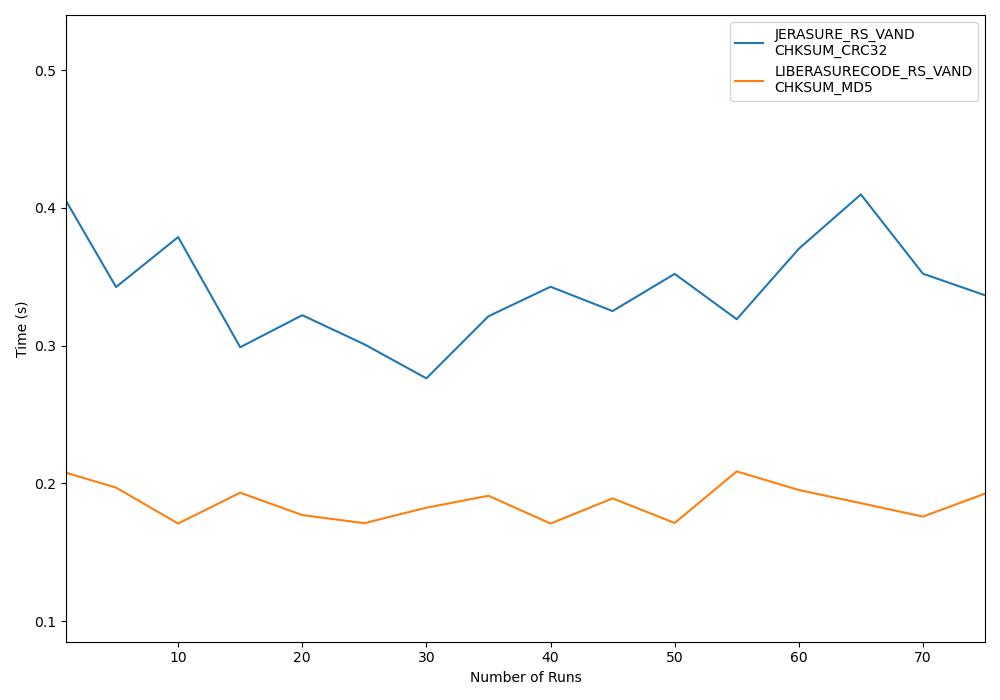 JERASURE_RS_VAND
CHKSUM_CRC32
LIBERASURECODE_RS_VAND
CHKSUM_MD5
0.5
0.4
0.3
0.2
0.1
Time (s)
10 20 30 40 50 60 70
Number of Runs